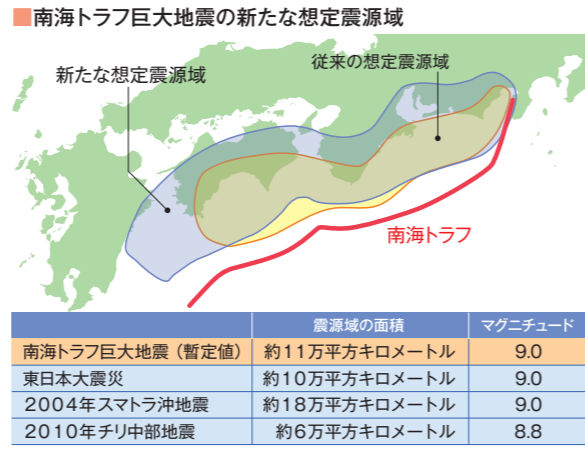 ■南海トラフ巨大地震の新たな想定震源域
従来の想定震源域
新たな想定震源域
南海トラフ
震源域の面積 マグニチュード
南海トラフ巨大地震（暫定値） 約11万平方キロメートル 9.0
東日本大震災 約10万平方キロメートル 9.0
2004年スマトラ沖地震 約18万平方キロメートル 9.0
2010年チリ中部地震 約6万平方キロメートル 8.8